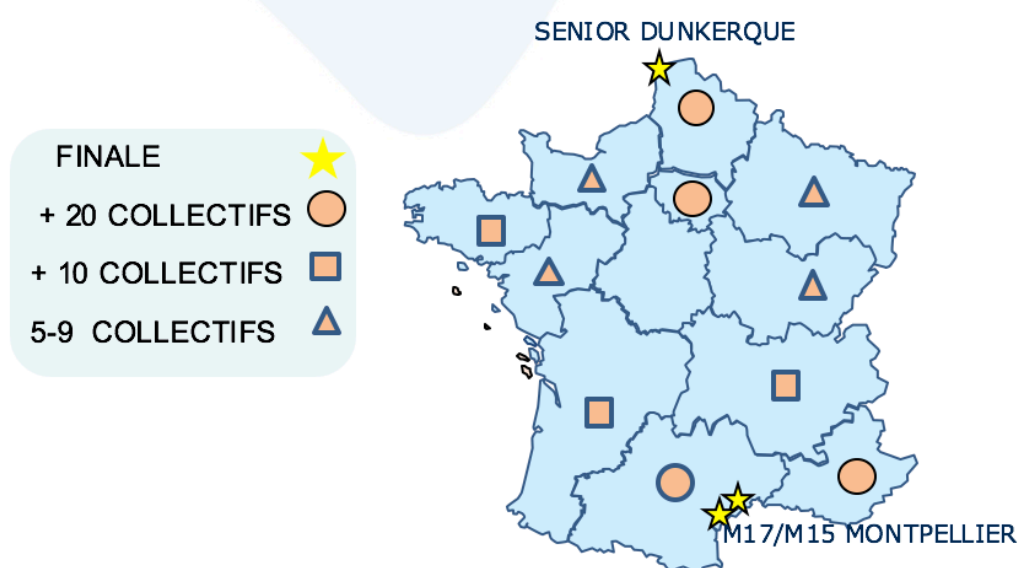 SENIOR DUNKERQUE
FINALE
+ 20 COLLECTIFS
+ 10 COLLECTIFS
5-9 COLLECTIFS
M17/M15 MONTPELLIER